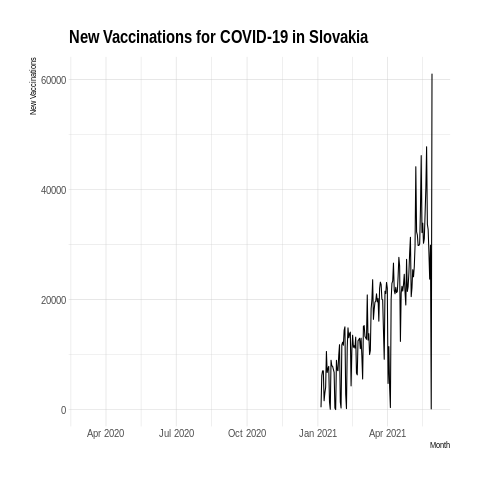 New Vaccinations for COVID-19 in Slovakia
New Vaccinations
60000
40000
20000
0
Apr 2020 Jul 2020 Oct 2020 Jan 2021 Apr 2021
Month